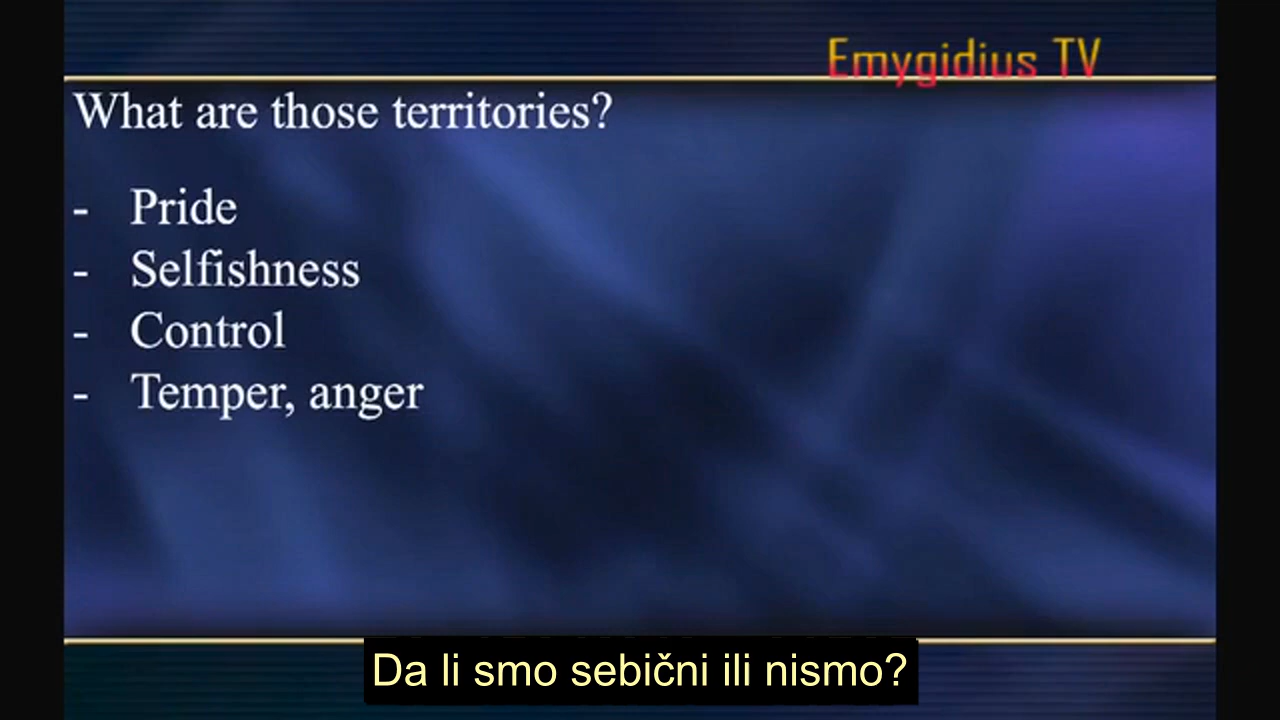 Emygidius TV
What are those territories?
- Pride
- Selfishness
- Control
- Temper, anger
Da li smo sebični ili nismo?